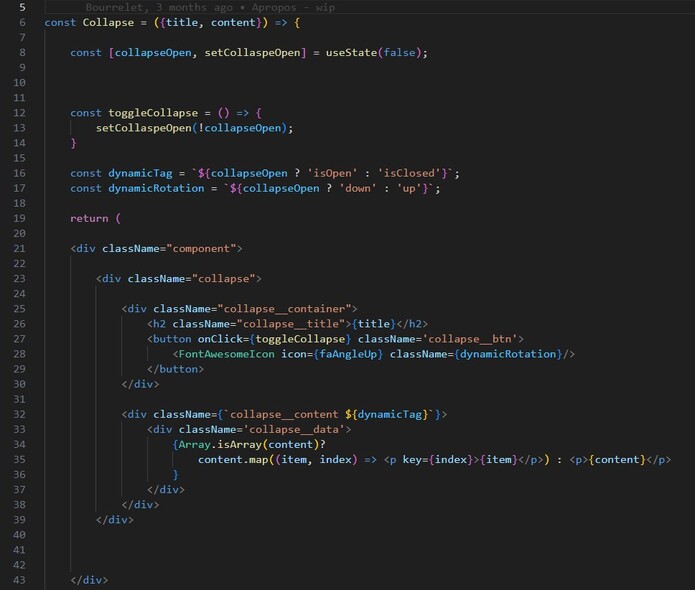 5 Bourrelet, 3 months ago • Apropos - wip
6 const Collapse = ({title, content}) => {
7
8 const [collapseOpen, setCollaspeOpen] = useState(false);
9
10
11
12 const toggleCollapse = () => {
13 setCollaspeOpen(!collapseOpen);
14 }
15
16 const dynamicTag = `${collapseOpen ? 'isOpen' : 'isClosed'}`;
17 const dynamicRotation = `${collapseOpen ? 'down' : 'up'}`;
18
19 return (
20
21 <div className="component">
22
23 <div className="collapse">
24
25 <div className="collapse__container">
26 <h2 className="collapse__title">{title}</h2>
27 <button onClick={toggleCollapse} className='collapse__btn'>
28 <FontAwesomeIcon icon={faAngleUp} className={dynamicRotation}/>
29 </button>
30 </div>
31
32 <div className={`collapse__content ${dynamicTag}`}>
33 <div className='collapse__data'>
34 {Array.isArray(content)?
35 content.map((item, index) => <p key={index}>{item}</p>) : <p>{content}</p>
36 }
37 </div>
38 </div>
39 </div>
40
41
42
43 </div>